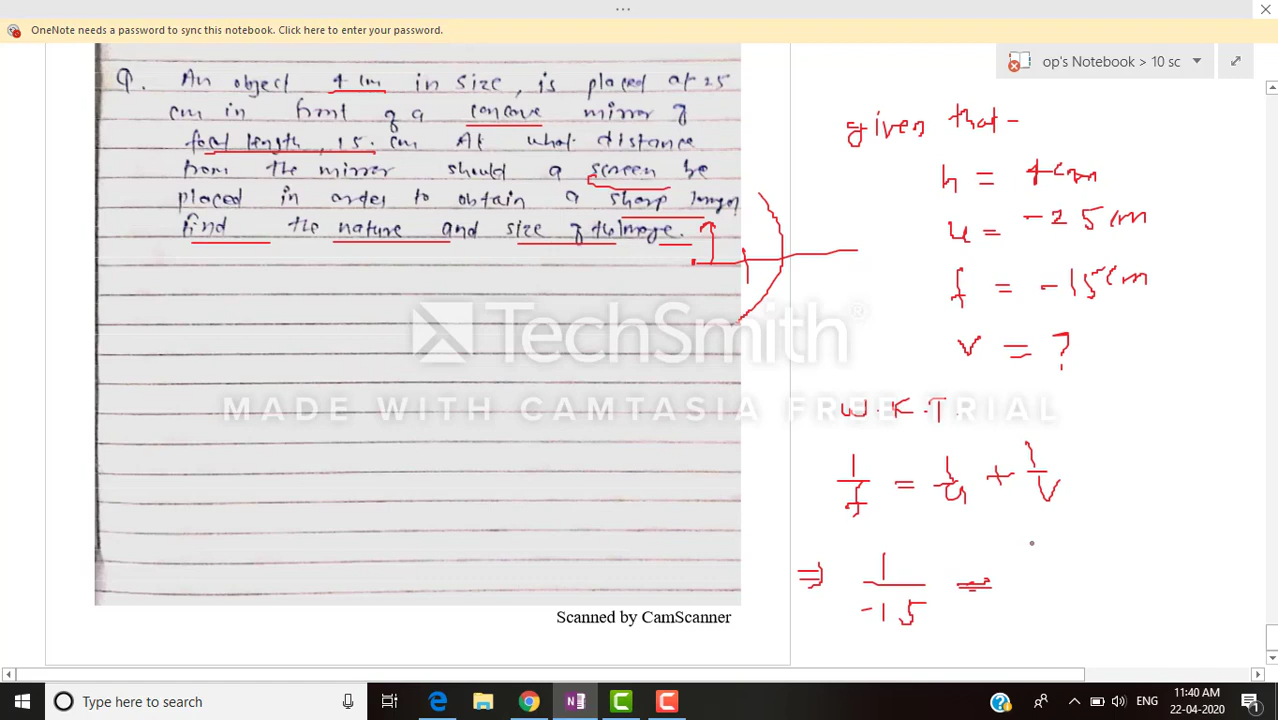 OneNote needs a password to sync this notebook. Click here to enter your password.
op's Notebook > 10 sc
Q. An object 4 cm in size, is placed at 25
cm in front of a concave mirror of
focal length, 15. cm At what distance
from the mirror should a screen be
placed in order to obtain a sharp
find the nature and size of the Image.
given that -
h = 4cm
u = -25cm
f = -15cm
v = ?
W.K.T.
1/f = 1/u + 1/v
⇒ 1/-15 =
TechSmith®
MADE WITH CAMTASIA FREE TRIAL
Scanned by CamScanner
Type here to search
ENG
11:40 AM
22-04-2020
1